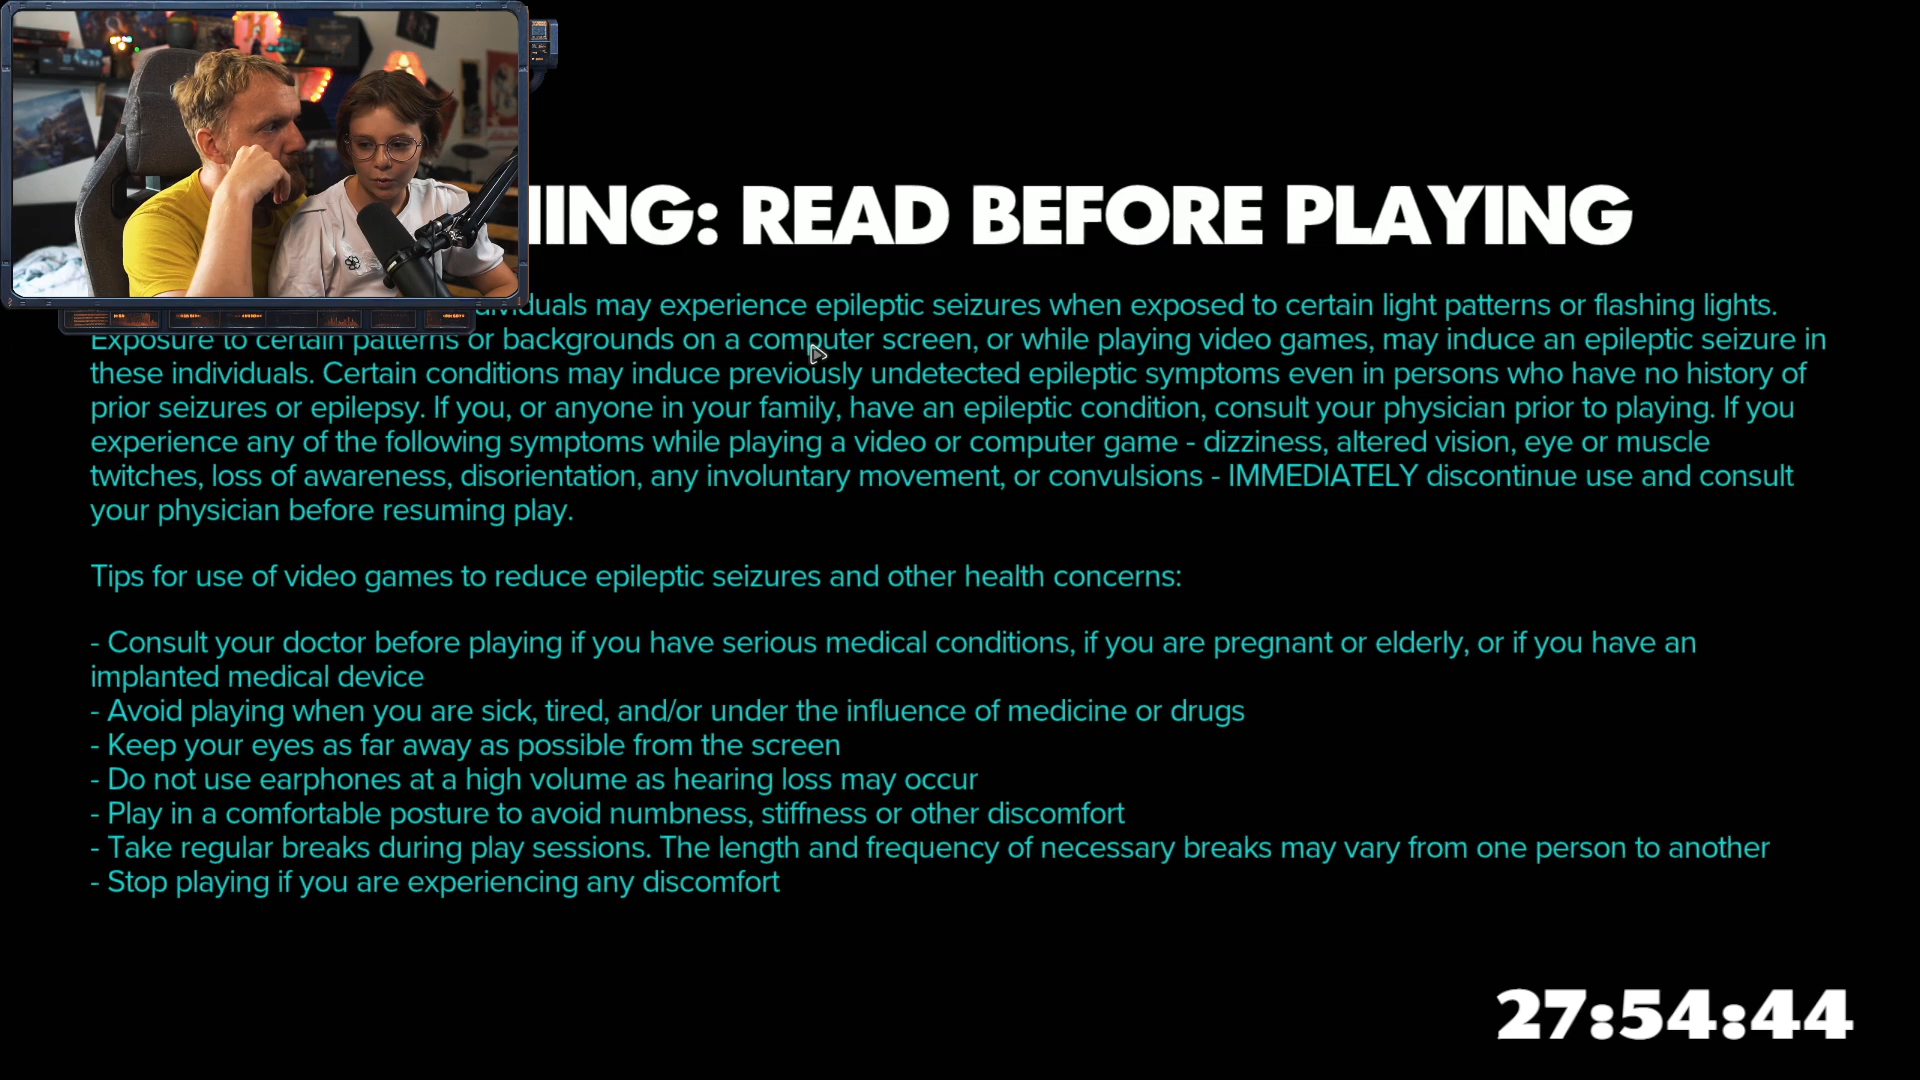 ING: READ BEFORE PLAYING
may experience epileptic seizures when exposed to certain light patterns or flashing lights.
Exposure to certain patterns or backgrounds on a computer screen, or while playing video games, may induce an epileptic seizure in
these individuals. Certain conditions may induce previously undetected epileptic symptoms even in persons who have no history of
prior seizures or epilepsy. If you, or anyone in your family, have an epileptic condition, consult your physician prior to playing. If you
experience any of the following symptoms while playing a video or computer game - dizziness, altered vision, eye or muscle
twitches, loss of awareness, disorientation, any involuntary movement, or convulsions - IMMEDIATELY discontinue use and consult
your physician before resuming play.
Tips for use of video games to reduce epileptic seizures and other health concerns:
- Consult your doctor before playing if you have serious medical conditions, if you are pregnant or elderly, or if you have an
implanted medical device
- Avoid playing when you are sick, tired, and/or under the influence of medicine or drugs
- Keep your eyes as far away as possible from the screen
- Do not use earphones at a high volume as hearing loss may occur
- Play in a comfortable posture to avoid numbness, stiffness or other discomfort
- Take regular breaks during play sessions. The length and frequency of necessary breaks may vary from one person to another
- Stop playing if you are experiencing any discomfort
27:54:44